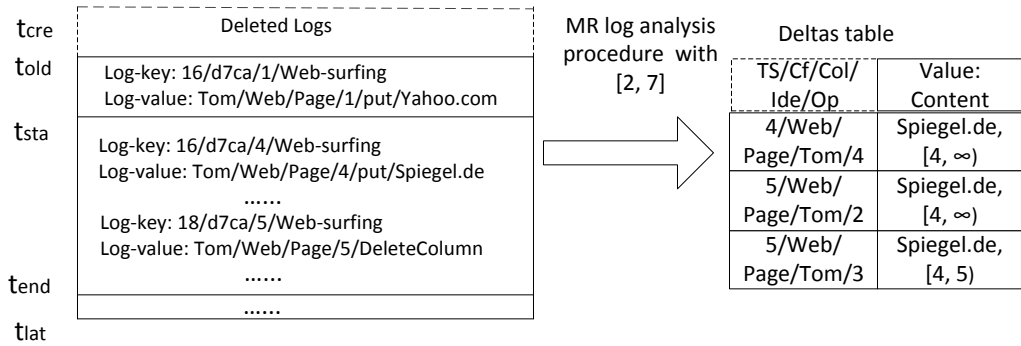 tcre
Deleted Logs
told
Log-key: 16/d7ca/1/Web-surfing
Log-value: Tom/Web/Page/1/put/Yahoo.com
tsta
Log-key: 16/d7ca/4/Web-surfing
Log-value: Tom/Web/Page/4/put/Spiegel.de
......
Log-key: 18/d7ca/5/Web-surfing
Log-value: Tom/Web/Page/5/DeleteColumn
......
tend
......
tlat
MR log analysis
procedure with
[2, 7]
Deltas table
TS/Cf/Col/
Ide/Op
Value:
Content
4/Web/
Page/Tom/4
Spiegel.de,
[4, ∞)
5/Web/
Page/Tom/2
Spiegel.de,
[4, ∞)
5/Web/
Page/Tom/3
Spiegel.de,
[4, 5)